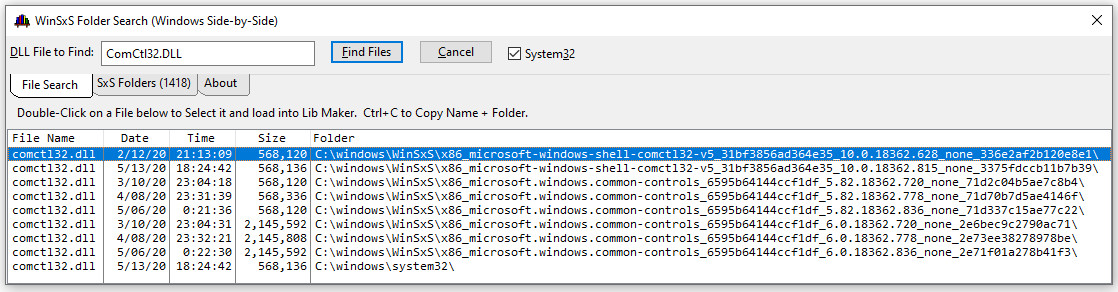 WinSxS Folder Search (Windows Side-by-Side)
DLL File to Find: ComCtl32.DLL Find Files Cancel System32
File Search SxS Folders (1418) About
Double-Click on a File below to Select it and load into Lib Maker. Ctrl+C to Copy Name + Folder.
File Name Date Time Size Folder
comctl32.dll 2/12/20 21:13:09 568,120 C:\windows\WinSxS\x86_microsoft-windows-shell-comctl32-v5_31bf3856ad364e35_10.0.18362.628_none_336e2af2b120e8e1\
comctl32.dll 5/13/20 18:24:42 568,136 C:\windows\WinSxS\x86_microsoft-windows-shell-comctl32-v5_31bf3856ad364e35_10.0.18362.815_none_3375fdccb11b7b39\
comctl32.dll 3/10/20 23:04:18 568,120 C:\windows\WinSxS\x86_microsoft.windows.common-controls_6595b64144ccf1df_5.82.18362.720_none_71d2c04b5ae7c8b4\
comctl32.dll 4/08/20 23:31:39 568,336 C:\windows\WinSxS\x86_microsoft.windows.common-controls_6595b64144ccf1df_5.82.18362.778_none_71d70b7d5ae4146f\
comctl32.dll 5/06/20 0:21:36 568,120 C:\windows\WinSxS\x86_microsoft.windows.common-controls_6595b64144ccf1df_5.82.18362.836_none_71d337c15ae77c22\
comctl32.dll 3/10/20 23:04:31 2,145,592 C:\windows\WinSxS\x86_microsoft.windows.common-controls_6595b64144ccf1df_6.0.18362.720_none_2e6bec9c2790ac71\
comctl32.dll 4/08/20 23:32:21 2,145,808 C:\windows\WinSxS\x86_microsoft.windows.common-controls_6595b64144ccf1df_6.0.18362.778_none_2e73ee38278978be\
comctl32.dll 5/06/20 0:22:30 2,145,592 C:\windows\WinSxS\x86_microsoft.windows.common-controls_6595b64144ccf1df_6.0.18362.836_none_2e71f01a278b41f3\
comctl32.dll 5/13/20 18:24:42 568,136 C:\windows\system32\